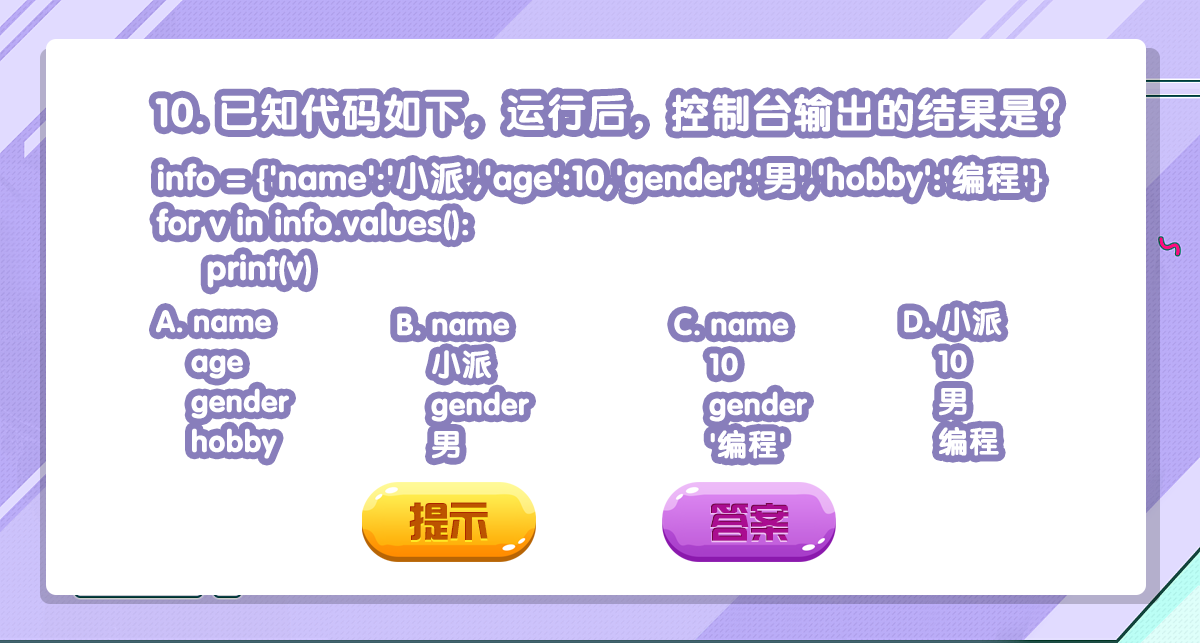 10. 已知代码如下，运行后，控制台输出的结果是？
info = {'name':'小派','age':10,'gender':'男','hobby':'编程'}
for v in info.values():
print(v)
A. name
age
gender
hobby
B. name
小派
gender
男
C. name
10
gender
'编程'
D. 小派
10
男
编程
提示
答案